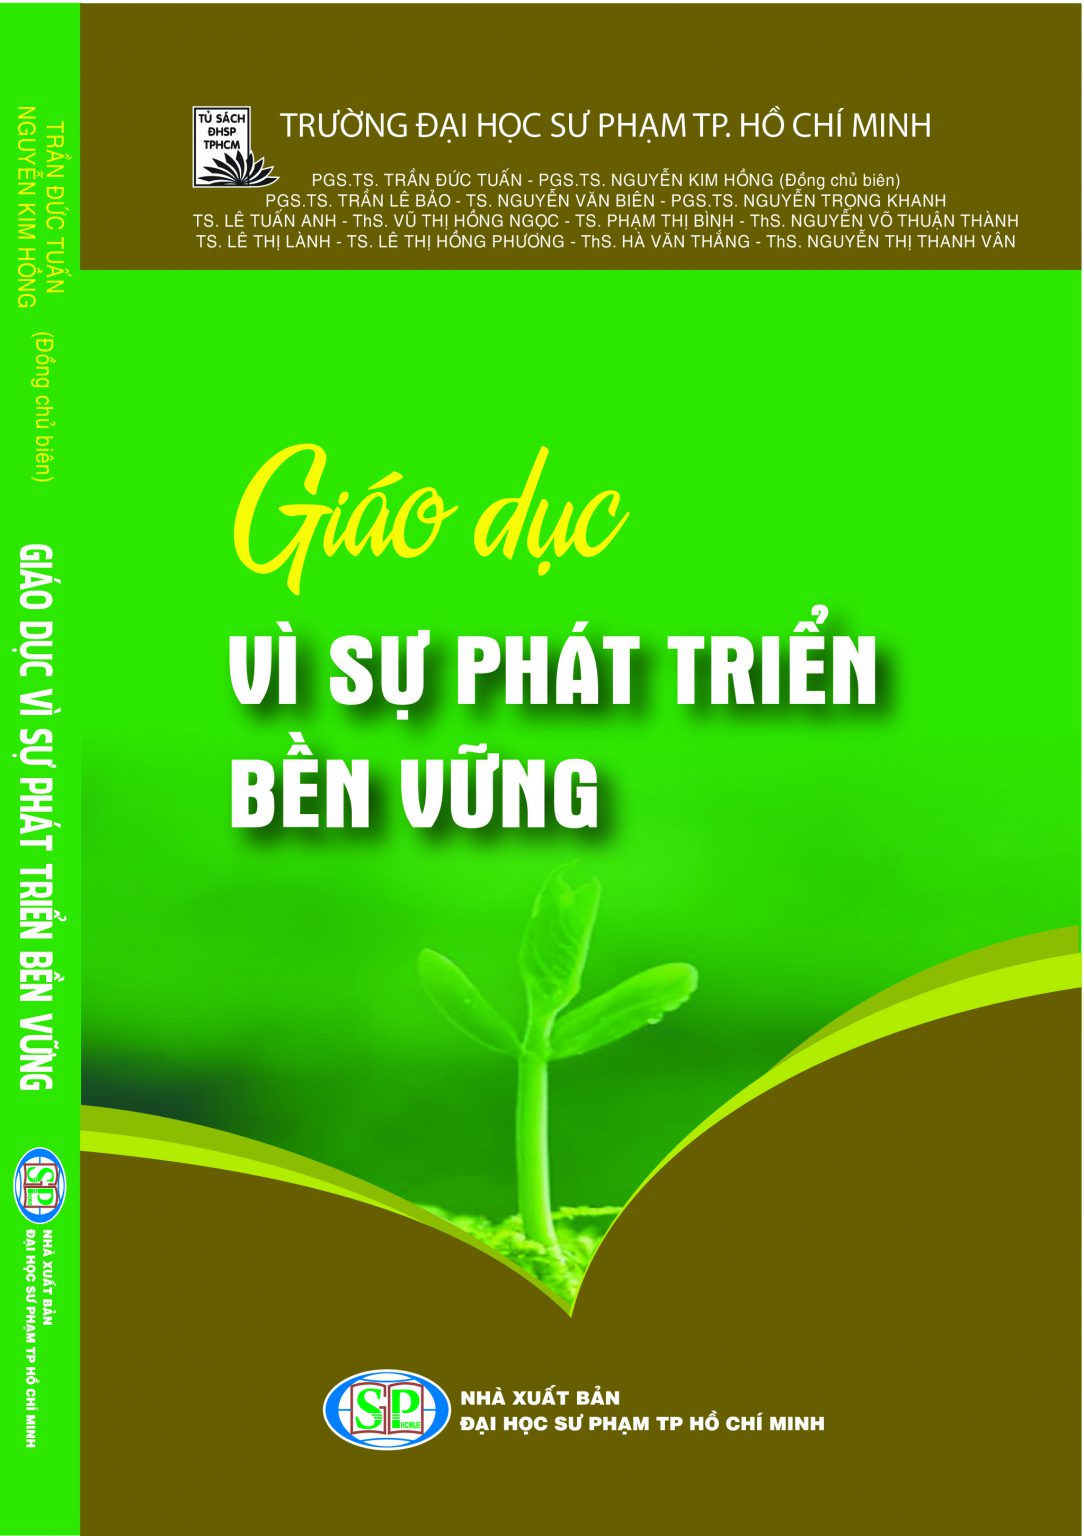 TRẦN ĐỨC TUẤN
NGUYỄN KIM HỒNG
(Đồng chủ biên)
GIÁO DỤC VÌ SỰ PHÁT TRIỂN BỀN VỮNG
SP
NHÀ XUẤT BẢN
ĐẠI HỌC SƯ PHẠM TP HỒ CHÍ MINH
TỦ SÁCH
ĐHSP
TPHCM
TRƯỜNG ĐẠI HỌC SƯ PHẠM TP. HỒ CHÍ MINH
PGS.TS. TRẦN ĐỨC TUẤN - PGS.TS. NGUYỄN KIM HỒNG (Đồng chủ biên)
PGS.TS. TRẦN LÊ BẢO - TS. NGUYỄN VĂN BIÊN - PGS.TS. NGUYỄN TRỌNG KHANH
TS. LÊ TUẤN ANH - ThS. VŨ THỊ HỒNG NGỌC - TS. PHẠM THỊ BÌNH - ThS. NGUYỄN VÕ THUẬN THÀNH
TS. LÊ THỊ LÀNH - TS. LÊ THỊ HỒNG PHƯƠNG - ThS. HÀ VĂN THẮNG - ThS. NGUYỄN THỊ THANH VÂN
Giáo dục
VÌ SỰ PHÁT TRIỂN
BỀN VỮNG
SP
HCMUE
NHÀ XUẤT BẢN
ĐẠI HỌC SƯ PHẠM TP HỒ CHÍ MINH